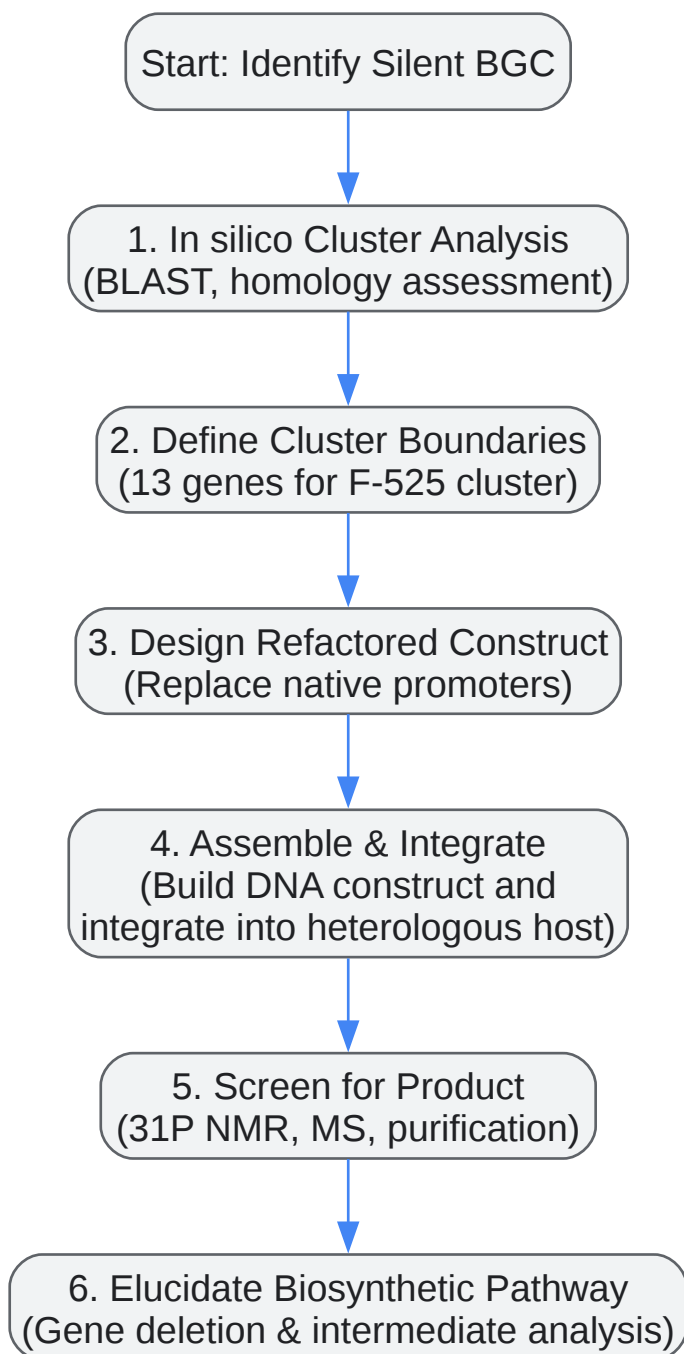 Start: Identify Silent BGC
1. In silico Cluster Analysis
(BLAST, homology assessment)
2. Define Cluster Boundaries
(13 genes for F-525 cluster)
3. Design Refactored Construct
(Replace native promoters)
4. Assemble & Integrate
(Build DNA construct and
integrate into heterologous host)
5. Screen for Product
(31P NMR, MS, purification)
6. Elucidate Biosynthetic Pathway
(Gene deletion & intermediate analysis)